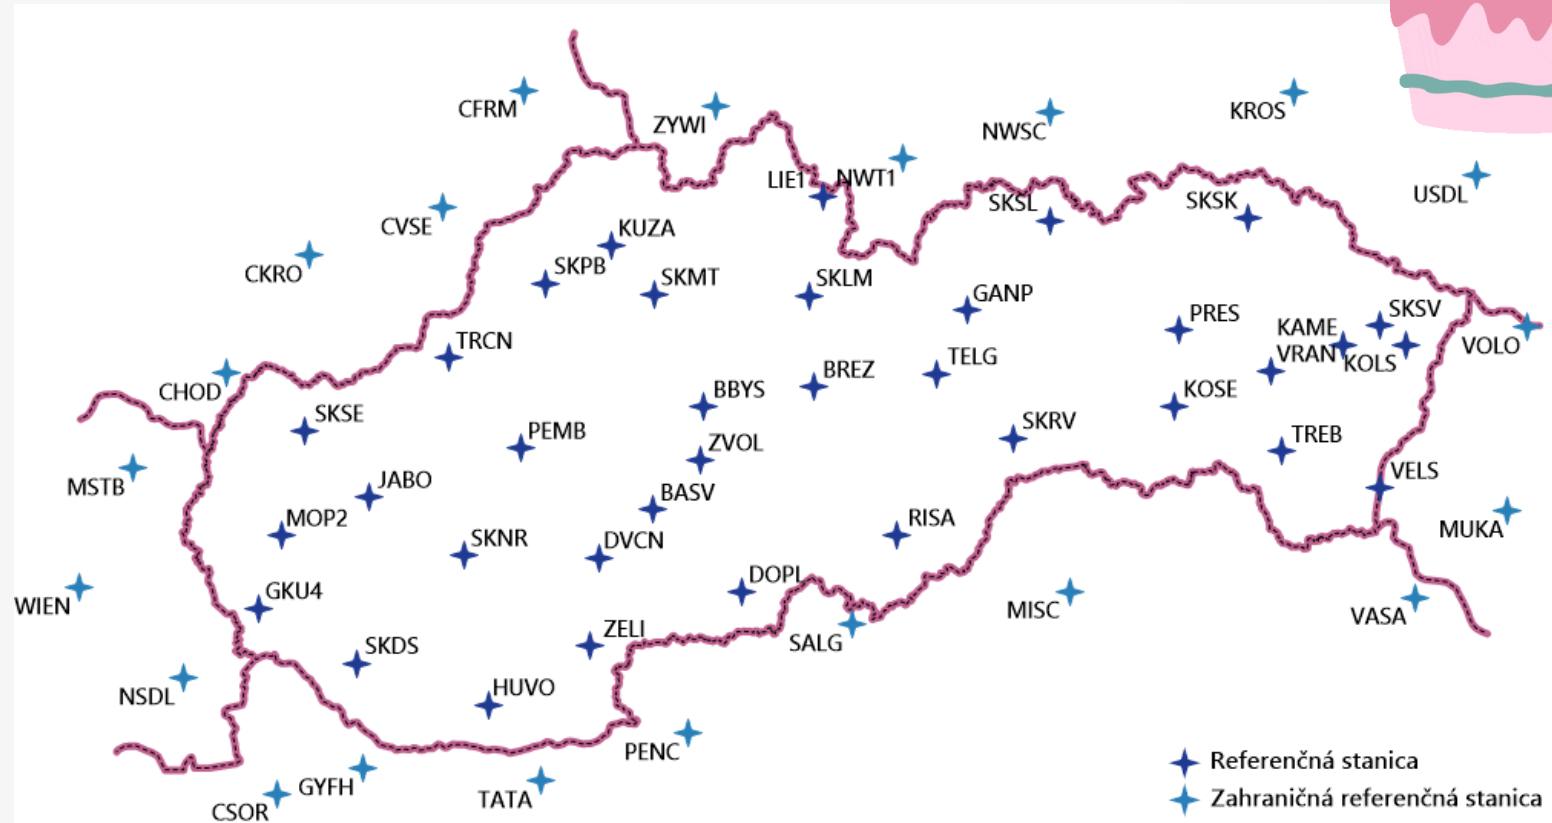 CFRM
ZYWI
KROS
NWSC
LIE1
NWT1
USDL
SKSL
SKSK
CVSE
KUZA
CKRO
SKPB
SKMT
SKLM
GANP
PRES
SKSV
KAME
VOLO
TRCN
TELG
VRAN
KOLS
BREZ
CHOD
BBYS
KOSE
SKSE
SKRV
PEMB
ZVOL
TREB
VELS
MSTB
JABO
BASV
MOP2
RISA
MUKA
SKNR
DVCN
DOPL
GKU4
WIEN
MISC
VASA
ZELI
SALG
SKDS
HUVO
NSDL
PENC
Referenčná stanica
GYFH
TATA
Zahraničná referenčná stanica
CSOR